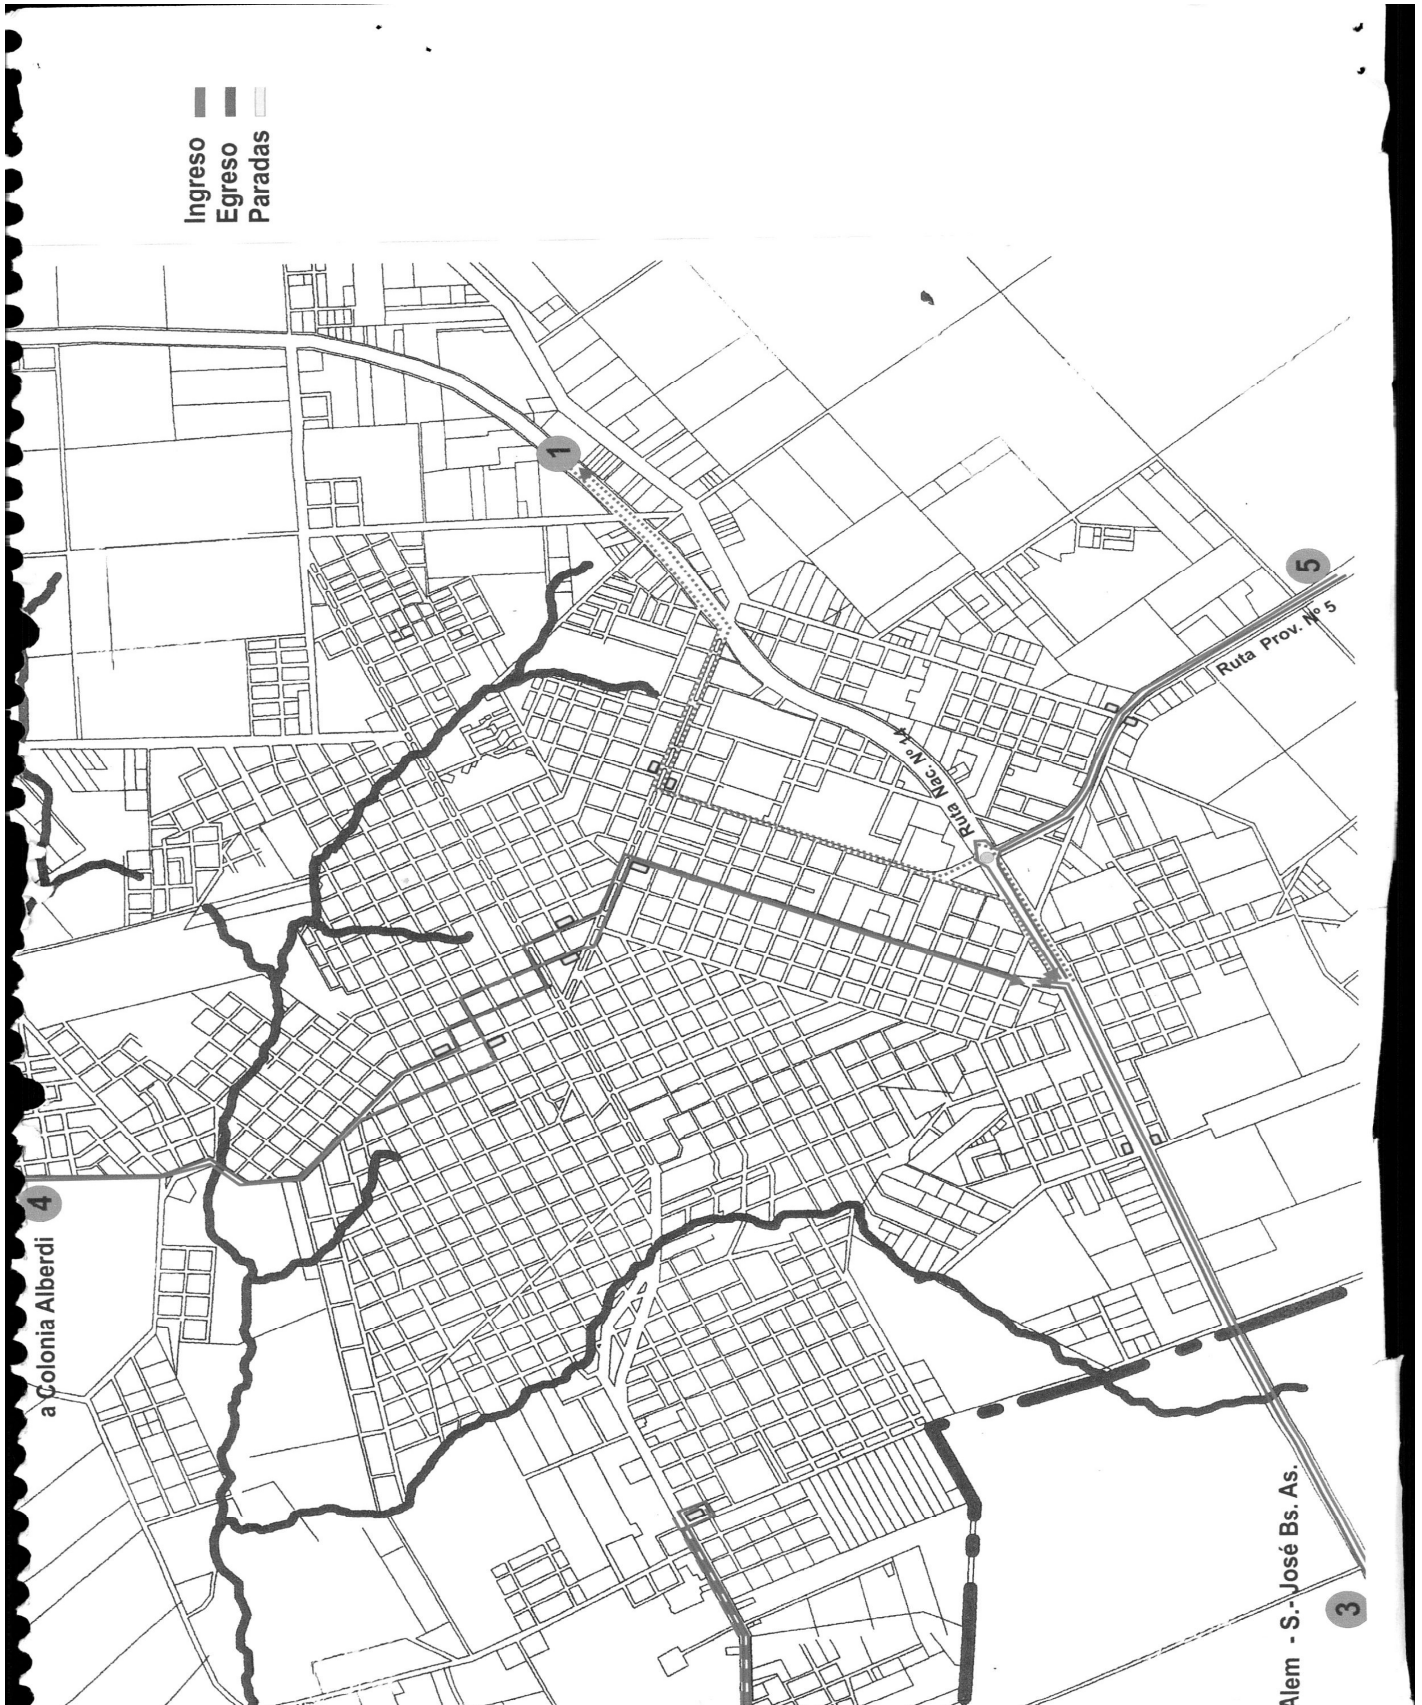 Ingreso
Egreso
Paradas
1
5
Ruta Prov. Nº 5
Ruta Nac. Nº 14
4
a Colonia Alberdi
Alem - S.- José Bs. As.
3